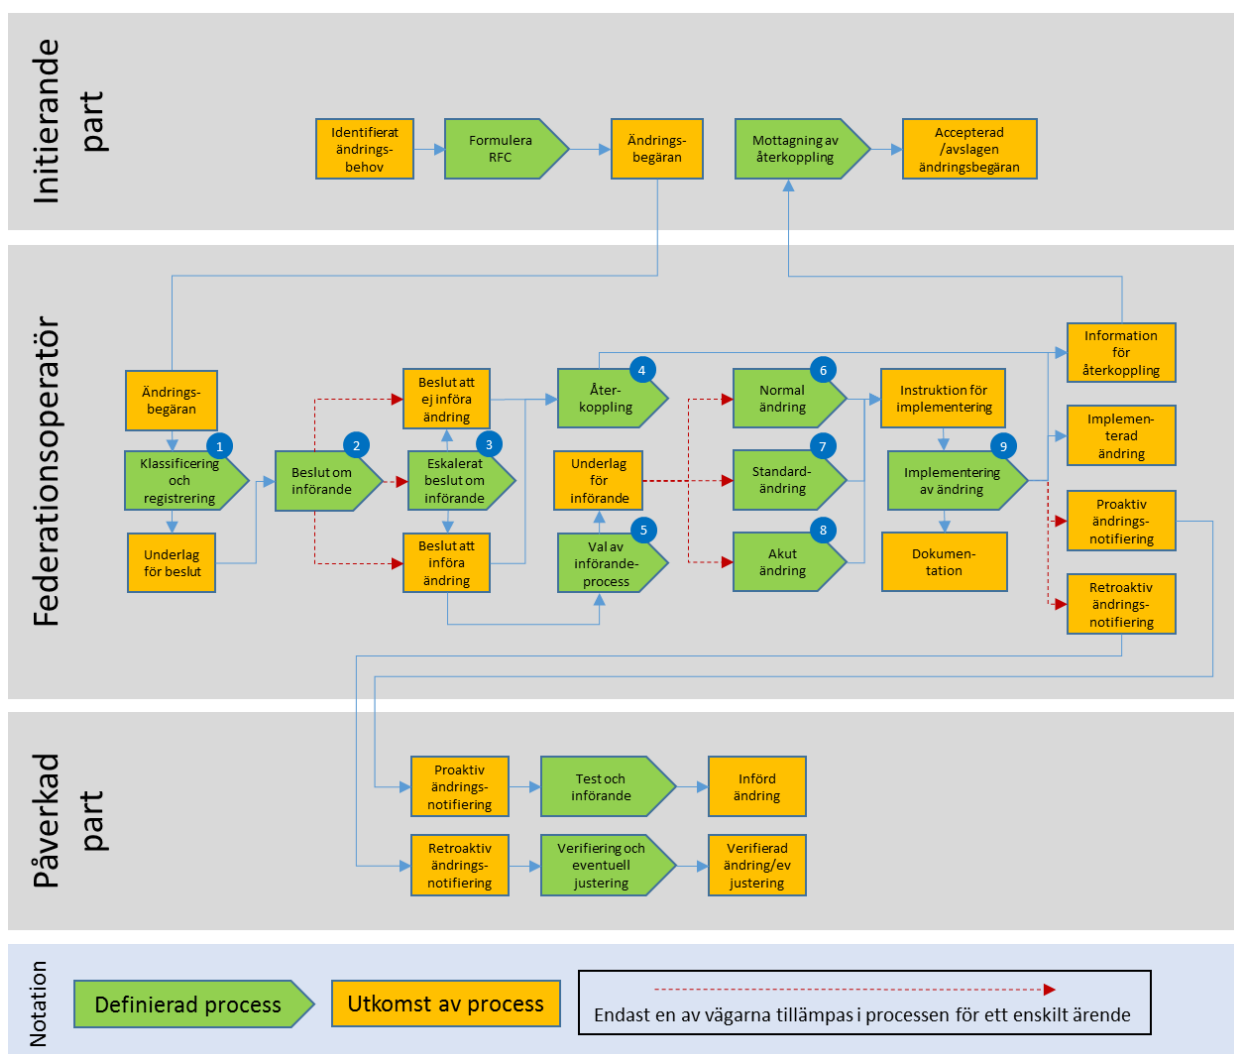 Initierande
part
Identifierat
ändrings-
behov
Formulera
RFC
Ändrings-
begäran
Mottagning av
återkoppling
Accepterad
/avslagen
ändringsbegäran
Federationsoperatör
Ändrings-
begäran
1
Klassificering
och
registrering
Underlag
för beslut
2
Beslut om
införande
Beslut att
ej införa
ändring
3
Eskalerat
beslut om
införande
Beslut att
införa
ändring
4
Åter-
koppling
Underlag
för
införande
5
Val av
införande-
process
6
Normal
ändring
7
Standard-
ändring
8
Akut
ändring
Instruktion för
implementering
9
Implementering
av ändring
Dokumen-
tation
Information
för
återkoppling
Implemen-
terad
ändring
Proaktiv
ändrings-
notifiering
Retroaktiv
ändrings-
notifiering
Påverkad
part
Proaktiv
ändrings-
notifiering
Test och
införande
Införd
ändring
Retroaktiv
ändrings-
notifiering
Verifiering och
eventuell
justering
Verifierad
ändring/ev
justering
Notation
Definierad process
Utkomst av process
Endast en av vägarna tillämpas i processen för ett enskilt ärende